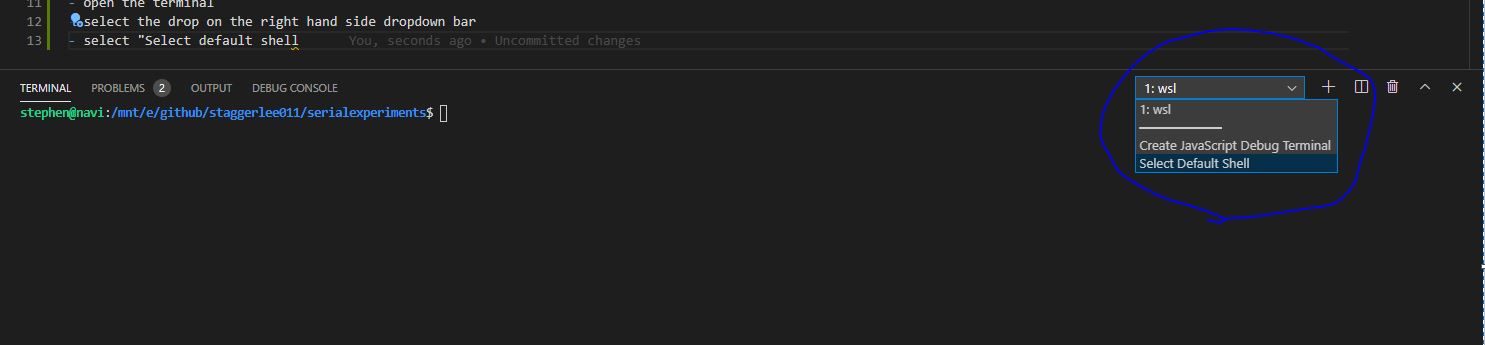 11 - open the terminal
12 select the drop on the right hand side dropdown bar
13 - select "Select default shell You, seconds ago • Uncommitted changes
TERMINAL PROBLEMS 2 OUTPUT DEBUG CONSOLE 1: wsl
stephen@navi:/mnt/e/github/staggerlee011/serialexperiments$
1: wsl
Create JavaScript Debug Terminal
Select Default Shell